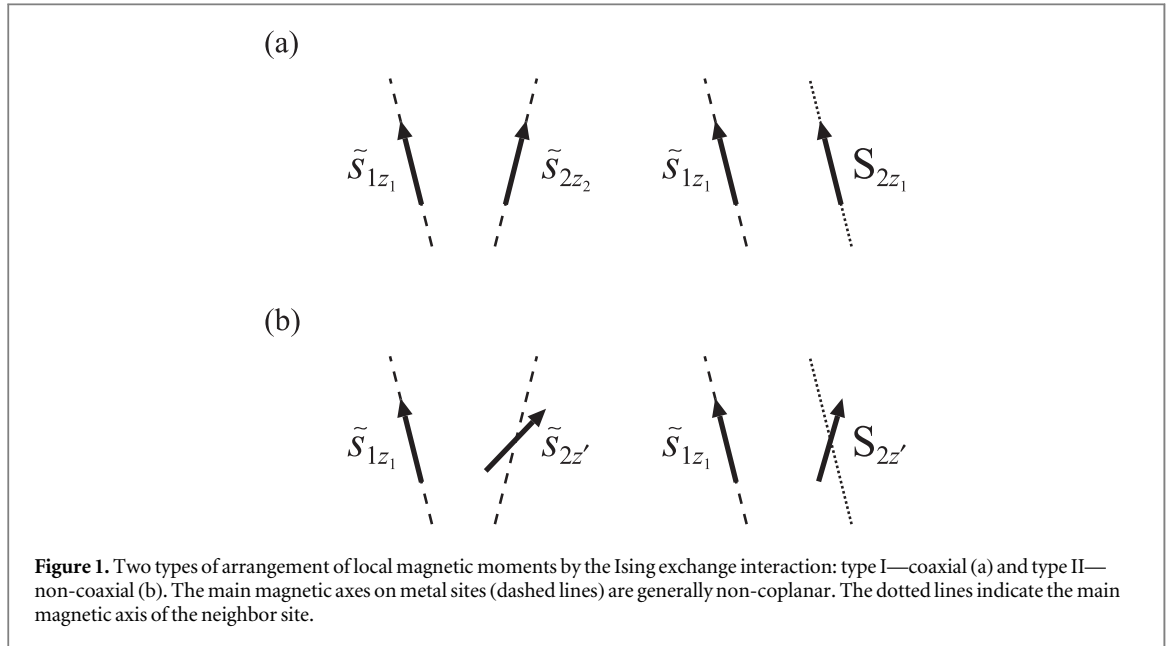 (a)
s̃1z₁ s̃2z₂ s̃1z₁ S2z₁
(b)
s̃1z₁ s̃2z′ s̃1z₁ S2z′
Figure 1. Two types of arrangement of local magnetic moments by the Ising exchange interaction: type I—coaxial (a) and type II—
non-coaxial (b). The main magnetic axes on metal sites (dashed lines) are generally non-coplanar. The dotted lines indicate the main
magnetic axis of the neighbor site.